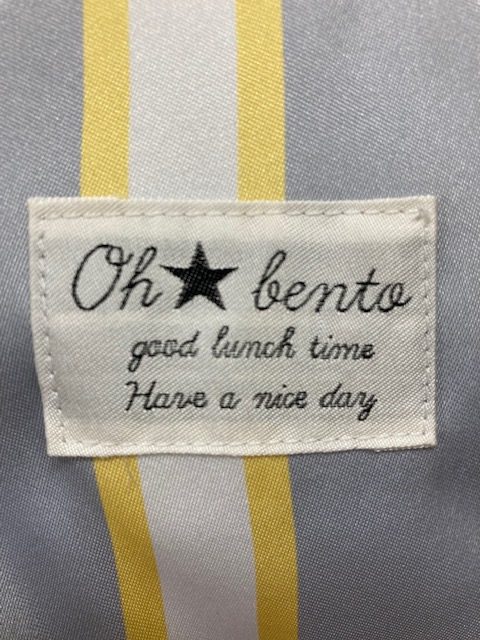 Oh★bento
good lunch time
Have a nice day